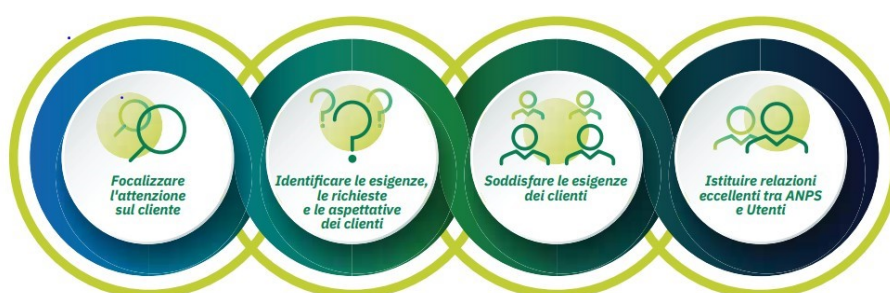 Focalizzare
l'attenzione
sul cliente
Identificare le esigenze,
le richieste
e le aspettative
dei clienti
Soddisfare le esigenze
dei clienti
Istituire relazioni
eccellenti tra ANPS
e Utenti